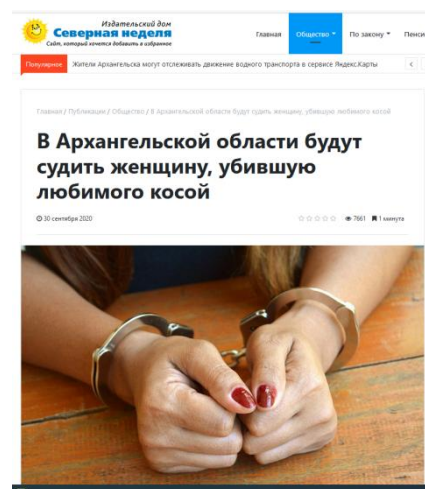 Издательский дом
Северная неделя
Сайт, который хочется добавить в избранное
Главная
Общество
По закону
Пенси
Популярное
Жители Архангельска могут отслеживать движение водного транспорта в сервисе Яндекс.Карты
Главная / Публикации / Общество / В Архангельской области будут судить женщину, убившую любимого косой
В Архангельской области будут
судить женщину, убившую
любимого косой
30 сентября 2020
7661
1 минута